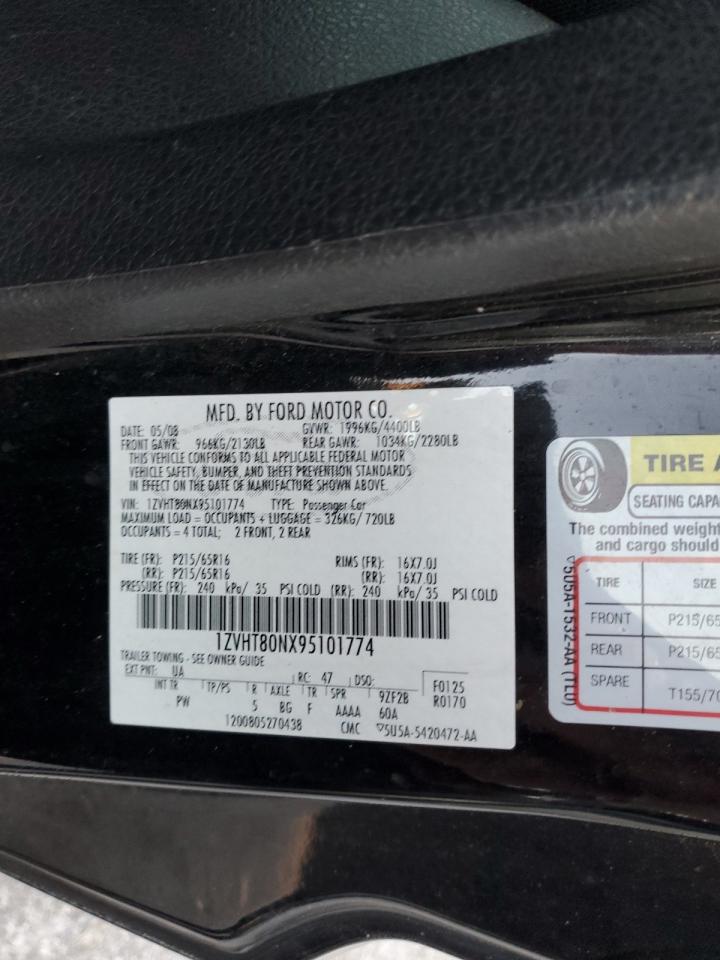 MFD. BY FORD MOTOR CO.
DATE: 05/08 GVWR: 1996KG/4400LB
FRONT GAWR: 966KG/2130LB REAR GAWR: 1034KG/2280LB
THIS VEHICLE CONFORMS TO ALL APPLICABLE FEDERAL MOTOR
VEHICLE SAFETY, BUMPER, AND THEFT PREVENTION STANDARDS
IN EFFECT ON THE DATE OF MANUFACTURE SHOWN ABOVE.
VIN: 1ZVHT80NX95101774 TYPE: Passenger Car
MAXIMUM LOAD = OCCUPANTS + LUGGAGE = 326KG/720LB
OCCUPANTS = 4 TOTAL; 2 FRONT, 2 REAR
TIRE (FR): P215/65R16 RIMS (FR): 16X7.0J
(RR): P215/65R16 (RR): 16X7.0J
PRESSURE (FR): 240 kPa/ 35 PSI COLD (RR): 240 kPa/ 35 PSI COLD
1ZVHT80NX95101774
TRAILER TOWING - SEE OWNER GUIDE
EXT PNT: UA RC: 47 DSO: F0125
INT TR TP/PS R AXLE TR SPR 9ZF2B R0170
PW 5 BG F AAAA 60A
1200805270438 CMC ▽5U5A-5420472-AA
▽5U5A-1532-AA (TLU)
TIRE A
SEATING CAPA
The combined weight
and cargo should
TIRE SIZE
FRONT P215/65
REAR P215/65
SPARE T155/70